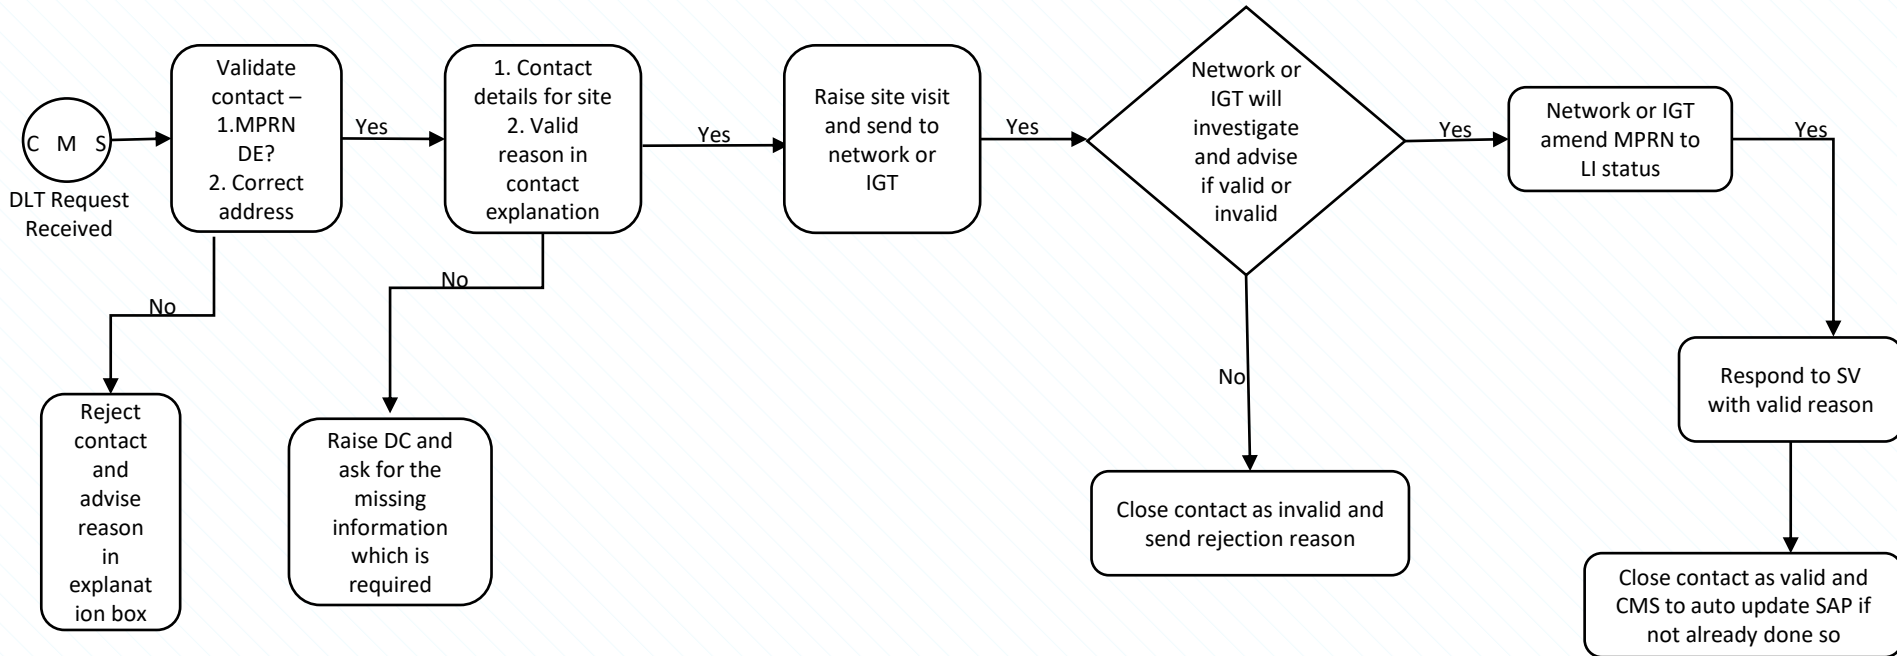 C M S
DLT Request
Received
Validate
contact –
1.MPRN
DE?
2. Correct
address
Yes
No
Reject
contact
and
advise
reason
in
explanat
ion box
1. Contact
details for site
2. Valid
reason in
contact
explanation
Yes
No
Raise DC and
ask for the
missing
information
which is
required
Raise site visit
and send to
network or
IGT
Yes
Network or
IGT will
investigate
and advise
if valid or
invalid
Yes
No
Close contact as invalid and
send rejection reason
Network or IGT
amend MPRN to
LI status
Yes
Respond to SV
with valid reason
Close contact as valid and
CMS to auto update SAP if
not already done so